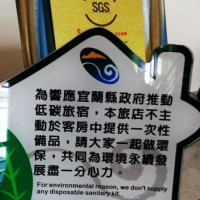 SGS
為響應宜蘭縣政府推動
低碳旅宿，本旅店不主
動於客房中提供一次性
備品，請大家一起做環
保，共同為環境永續發
展盡一分心力。
For environmental reason, we don't supply
any disposable sanitary kit.